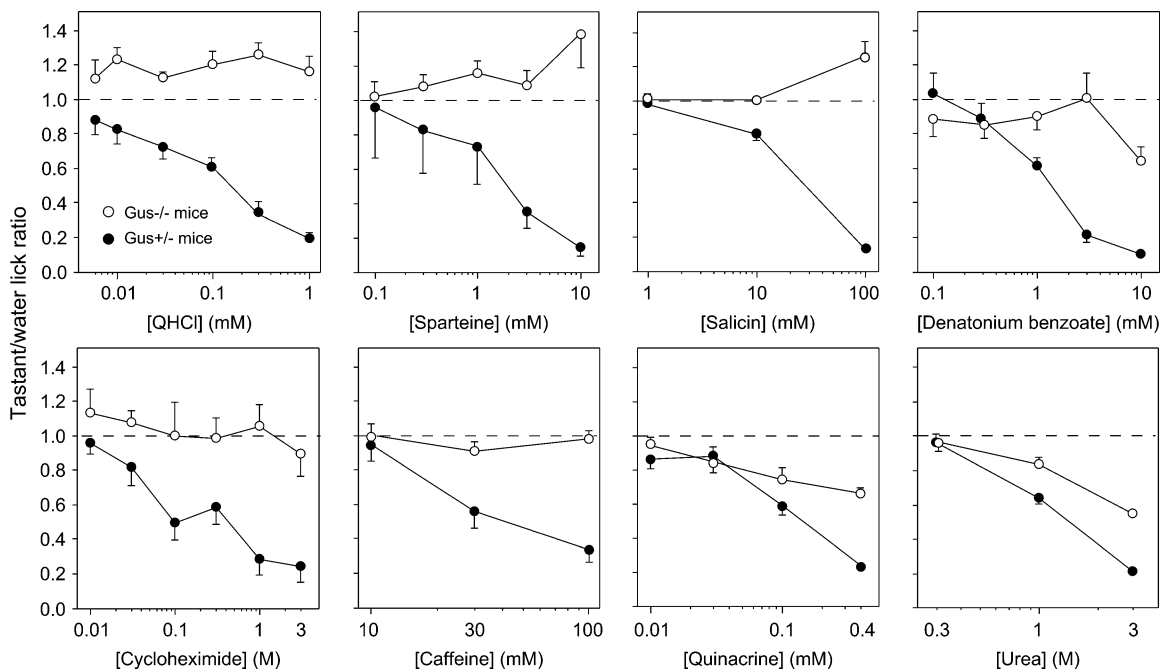 Tastant/water lick ratio
1.4
1.2
1.0
0.8
0.6
0.4
0.2
0.0
Gus-/- mice
Gus+/- mice
0.01 0.1 1
[QHCl] (mM)
0.1 1 10
[Sparteine] (mM)
1 10 100
[Salicin] (mM)
0.1 1 10
[Denatonium benzoate] (mM)
1.4
1.2
1.0
0.8
0.6
0.4
0.2
0.0
0.01 0.1 1 3
[Cycloheximide] (M)
10 30 100
[Caffeine] (mM)
0.01 0.1 0.4
[Quinacrine] (mM)
0.3 1 3
[Urea] (M)